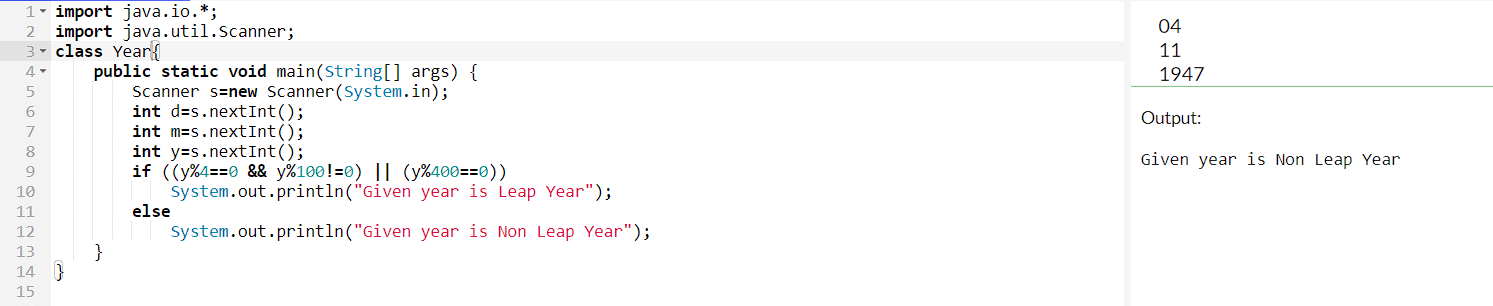 1 import java.io.*;
2 import java.util.Scanner;
3 class Year{
4 public static void main(String[] args) {
5 Scanner s=new Scanner(System.in);
6 int d=s.nextInt();
7 int m=s.nextInt();
8 int y=s.nextInt();
9 if ((y%4==0 && y%100!=0) || (y%400==0))
10 System.out.println("Given year is Leap Year");
11 else
12 System.out.println("Given year is Non Leap Year");
13 }
14 }
15
04
11
1947
Output:
Given year is Non Leap Year